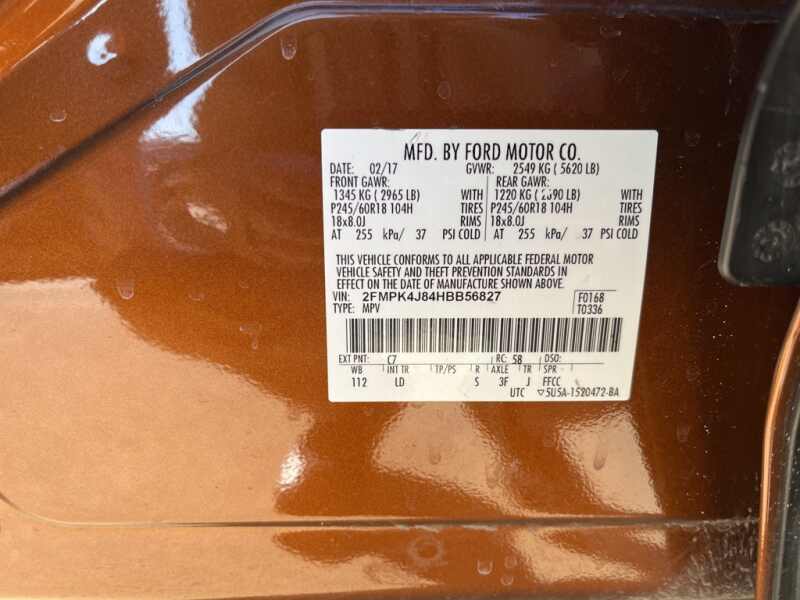 MFD. BY FORD MOTOR CO.
DATE: 02/17 GVWR: 2549 KG ( 5620 LB)
FRONT GAWR: REAR GAWR:
1345 KG ( 2965 LB) WITH 1220 KG ( 2690 LB) WITH
P245/60R18 104H TIRES P245/60R18 104H TIRES
18x8.0J RIMS 18x8.0J RIMS
AT 255 kPa/ 37 PSI COLD AT 255 kPa/ 37 PSI COLD
THIS VEHICLE CONFORMS TO ALL APPLICABLE FEDERAL MOTOR
VEHICLE SAFETY AND THEFT PREVENTION STANDARDS IN
EFFECT ON THE DATE OF MANUFACTURE SHOWN ABOVE.
VIN: 2FMPK4J84HBB56827 F0168
TYPE: MPV T0336
EXT PNT: C7 RC: 58 DSO:
WB INT TR TP/PS R AXLE TR SPR
112 LD S 3F J FFCC
UTC ▽5U5A-1520472-BA